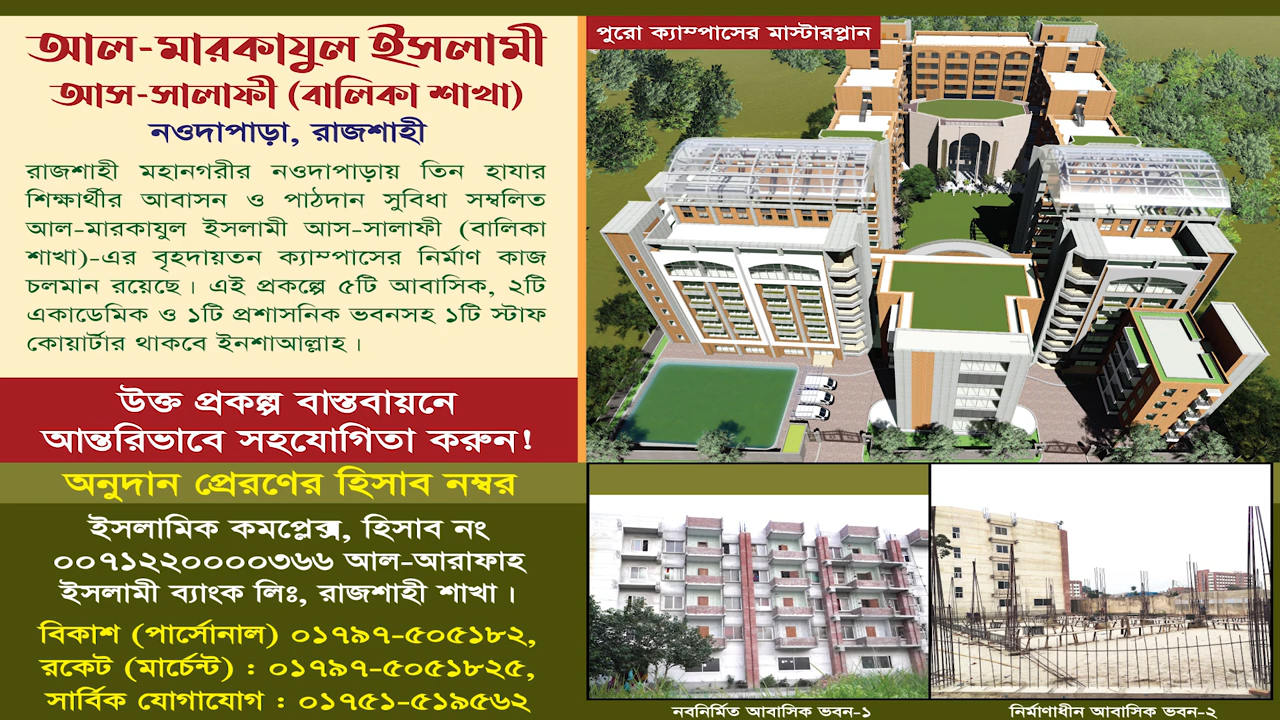 আল-মারকাযুল ইসলামী
আস-সালাফী (বালিকা শাখা)
নওদাপাড়া, রাজশাহী
রাজশাহী মহানগরীর নওদাপাড়ায় তিন হাযার
শিক্ষার্থীর আবাসন ও পাঠদান সুবিধা সম্বলিত
আল-মারকাযুল ইসলামী আস-সালাফী (বালিকা
শাখা)-এর বৃহদায়তন ক্যাম্পাসের নির্মাণ কাজ
চলমান রয়েছে। এই প্রকল্পে ৫টি আবাসিক, ২টি
একাডেমিক ও ১টি প্রশাসনিক ভবনসহ ১টি স্টাফ
কোয়ার্টার থাকবে ইনশাআল্লাহ।
উক্ত প্রকল্প বাস্তবায়নে
আন্তরিভাবে সহযোগিতা করুন!
অনুদান প্রেরণের হিসাব নম্বর
ইসলামিক কমপ্লেক্স, হিসাব নং
০০৭১২২০০০০৩৬৬ আল-আরাফাহ
ইসলামী ব্যাংক লিঃ, রাজশাহী শাখা।
বিকাশ (পার্সোনাল) ০১৭৯৭-৫০৫১৮২,
রকেট (মার্চেন্ট) : ০১৭৯৭-৫০৫১৮২৫,
সার্বিক যোগাযোগ : ০১৭৫১-৫১৯৫৬২
পুরো ক্যাম্পাসের মাস্টারপ্লান
নবনির্মিত আবাসিক ভবন-১
নির্মাণাধীন আবাসিক ভবন-২